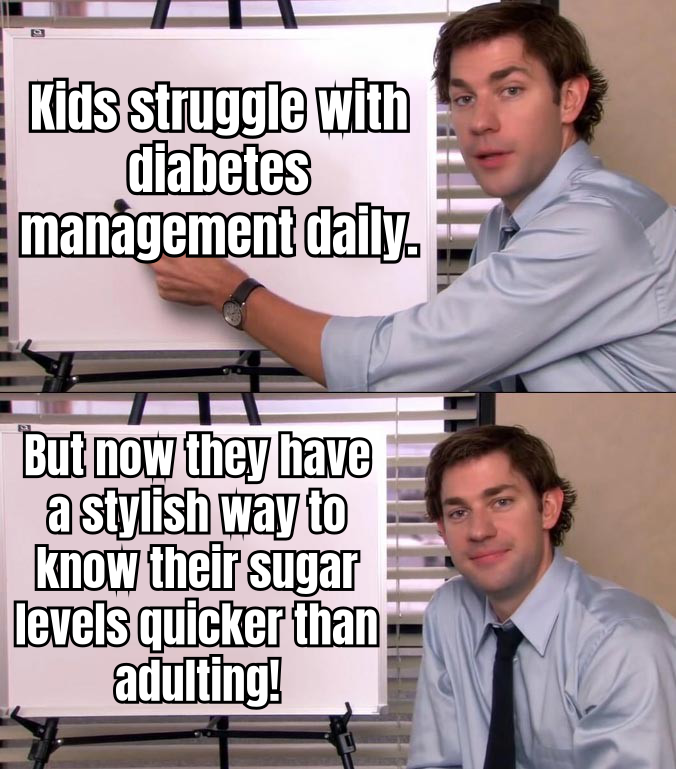 Kids struggle with
diabetes
management daily.
But now they have
a stylish way to
know their sugar
levels quicker than
adulting!